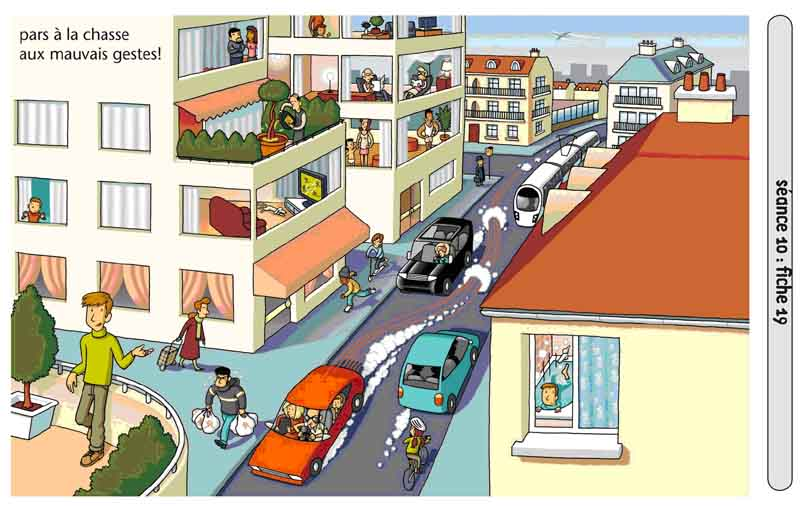 pars à la chasse
aux mauvais gestes!
séance 10 : fiche 19